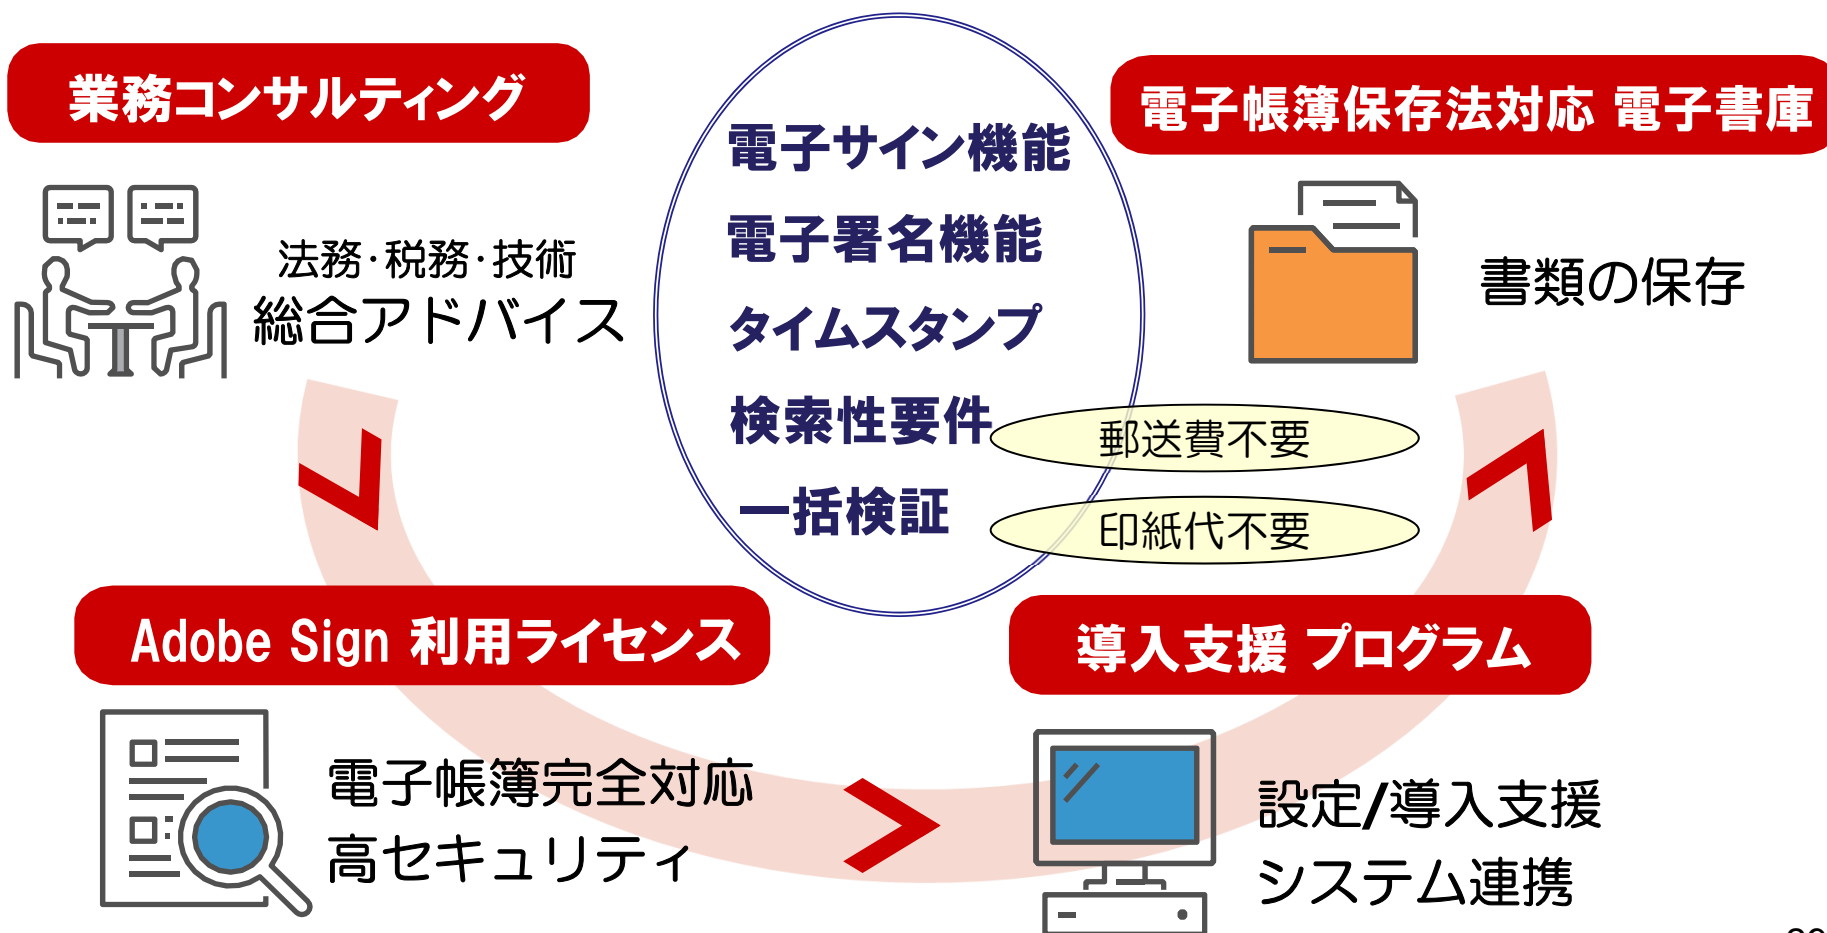 業務コンサルティング
法務・税務・技術
総合アドバイス
電子サイン機能
電子署名機能
タイムスタンプ
検索性要件
一括検証
郵送費不要
印紙代不要
電子帳簿保存法対応 電子書庫
書類の保存
Adobe Sign 利用ライセンス
電子帳簿完全対応
高セキュリティ
導入支援 プログラム
設定/導入支援
システム連携